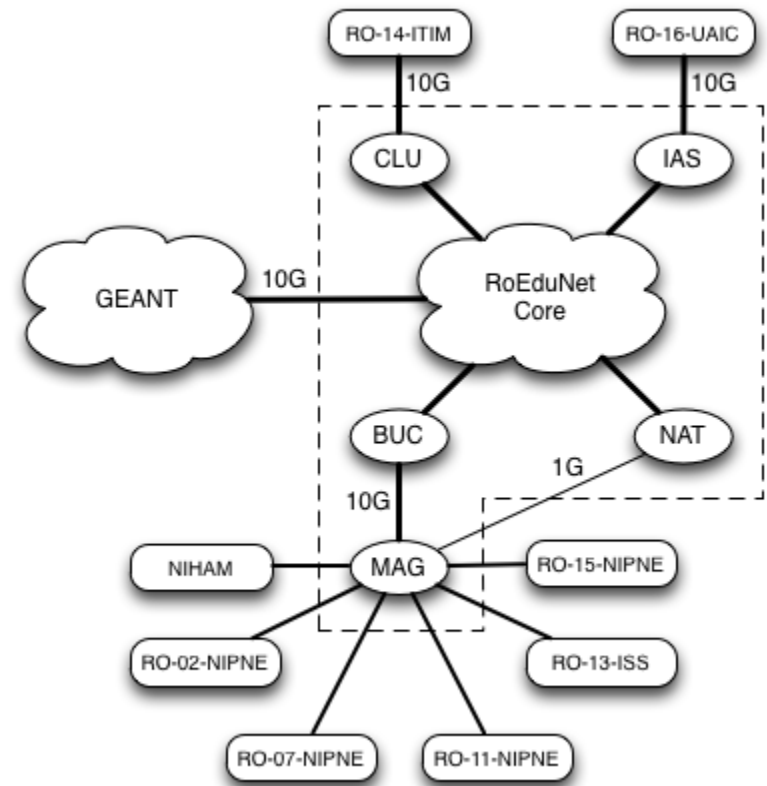 RO-14-ITIM
RO-16-UAIC
10G
10G
CLU
IAS
GEANT
10G
RoEduNet
Core
BUC
NAT
1G
10G
NIHAM
MAG
RO-15-NIPNE
RO-02-NIPNE
RO-13-ISS
RO-07-NIPNE
RO-11-NIPNE